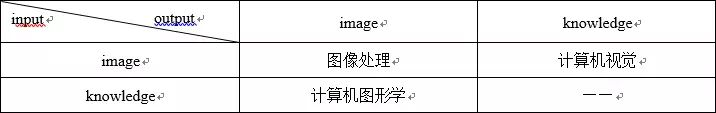 input output image knowledge
image 图像处理 计算机视觉
knowledge 计算机图形学 ——